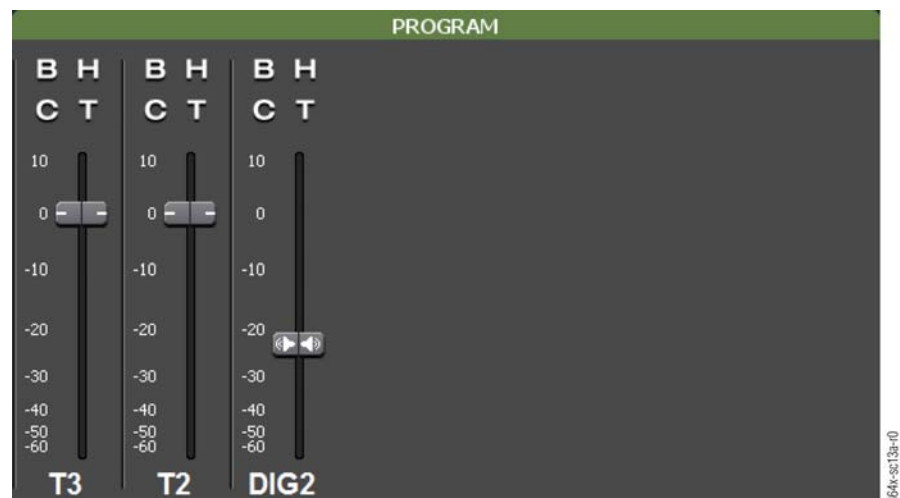 PROGRAM
B H B H B H
C T C T C T
10 10 10
0 0 0
-10 -10 -10
-20 -20 -20
-30 -30 -30
-40 -40 -40
-50 -50 -50
-60 -60 -60
T3 T2 DIG2
64x-sc13a-r0